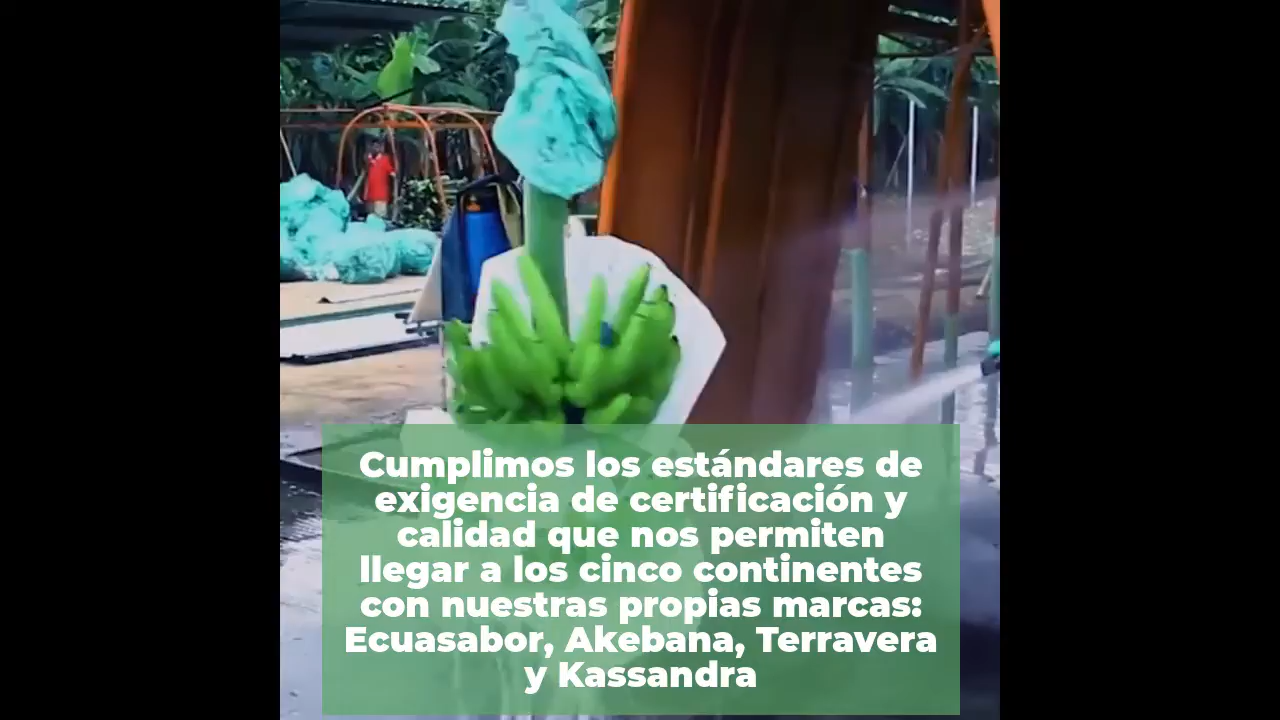 Cumplimos los estándares de
exigencia de certificación y
calidad que nos permiten
llegar a los cinco continentes
con nuestras propias marcas:
Ecuasabor, Akebana, Terravera
y Kassandra